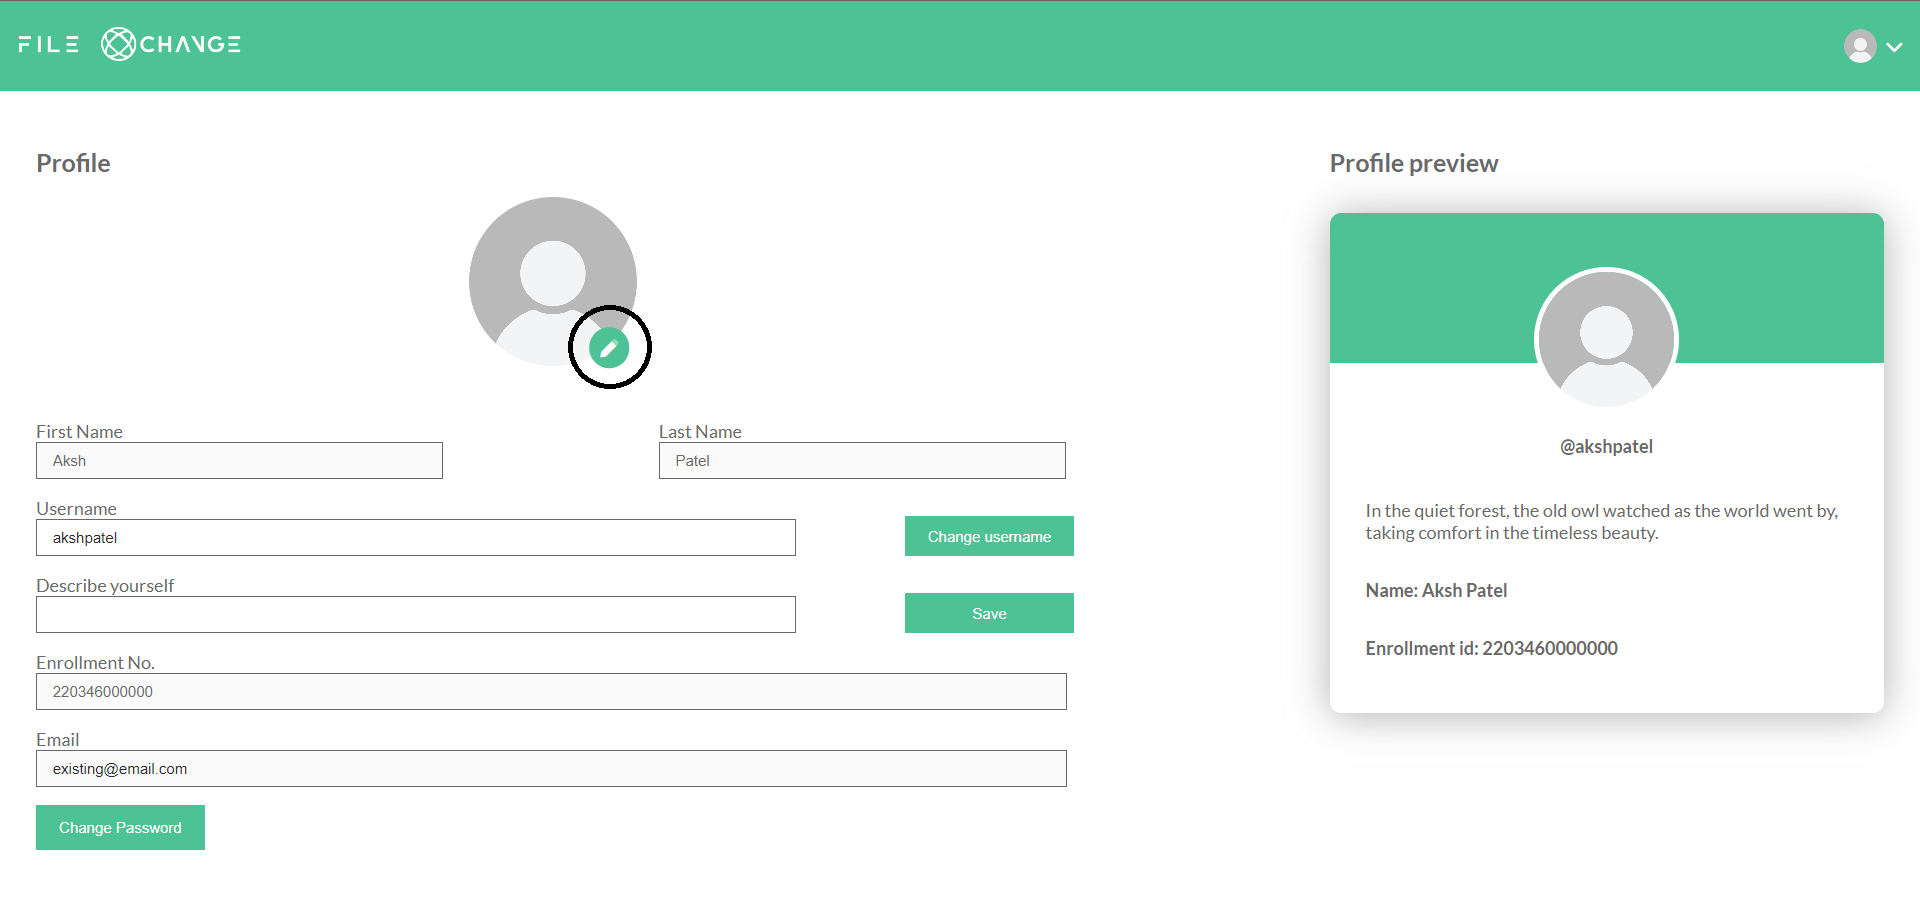 FILE XCHANGE
Profile
First Name
Last Name
Aksh
Patel
Username
akshpatel
Change username
Describe yourself
Save
Enrollment No.
220346000000
Email
existing@email.com
Change Password
Profile preview
@akshpatel
In the quiet forest, the old owl watched as the world went by,
taking comfort in the timeless beauty.
Name: Aksh Patel
Enrollment id: 2203460000000